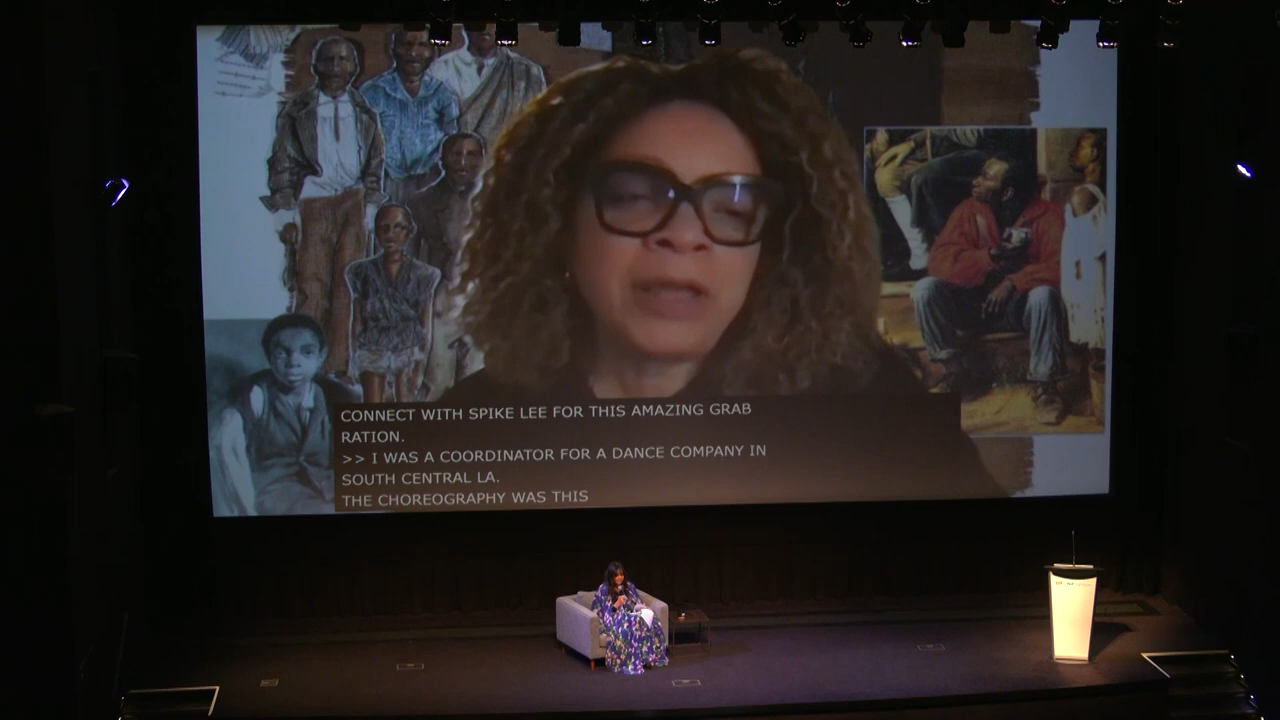 CONNECT WITH SPIKE LEE FOR THIS AMAZING GRAB
RATION.
>> I WAS A COORDINATOR FOR A DANCE COMPANY IN
SOUTH CENTRAL LA.
THE CHOREOGRAPHY WAS THIS